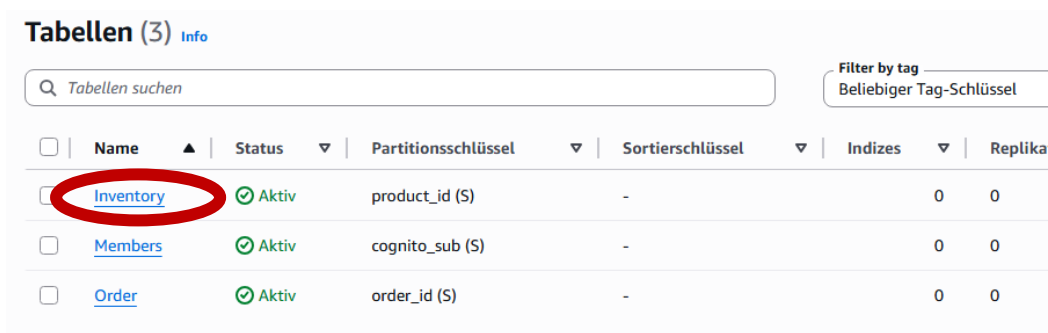 Tabellen (3) Info
Filter by tag
Tabellen suchen
Beliebiger Tag-Schlüssel
Name Status Partitionsschlüssel Sortierschlüssel Indizes Replika
Inventory Aktiv product_id (S) - 0 0
Members Aktiv cognito_sub (S) - 0 0
Order Aktiv order_id (S) - 0 0